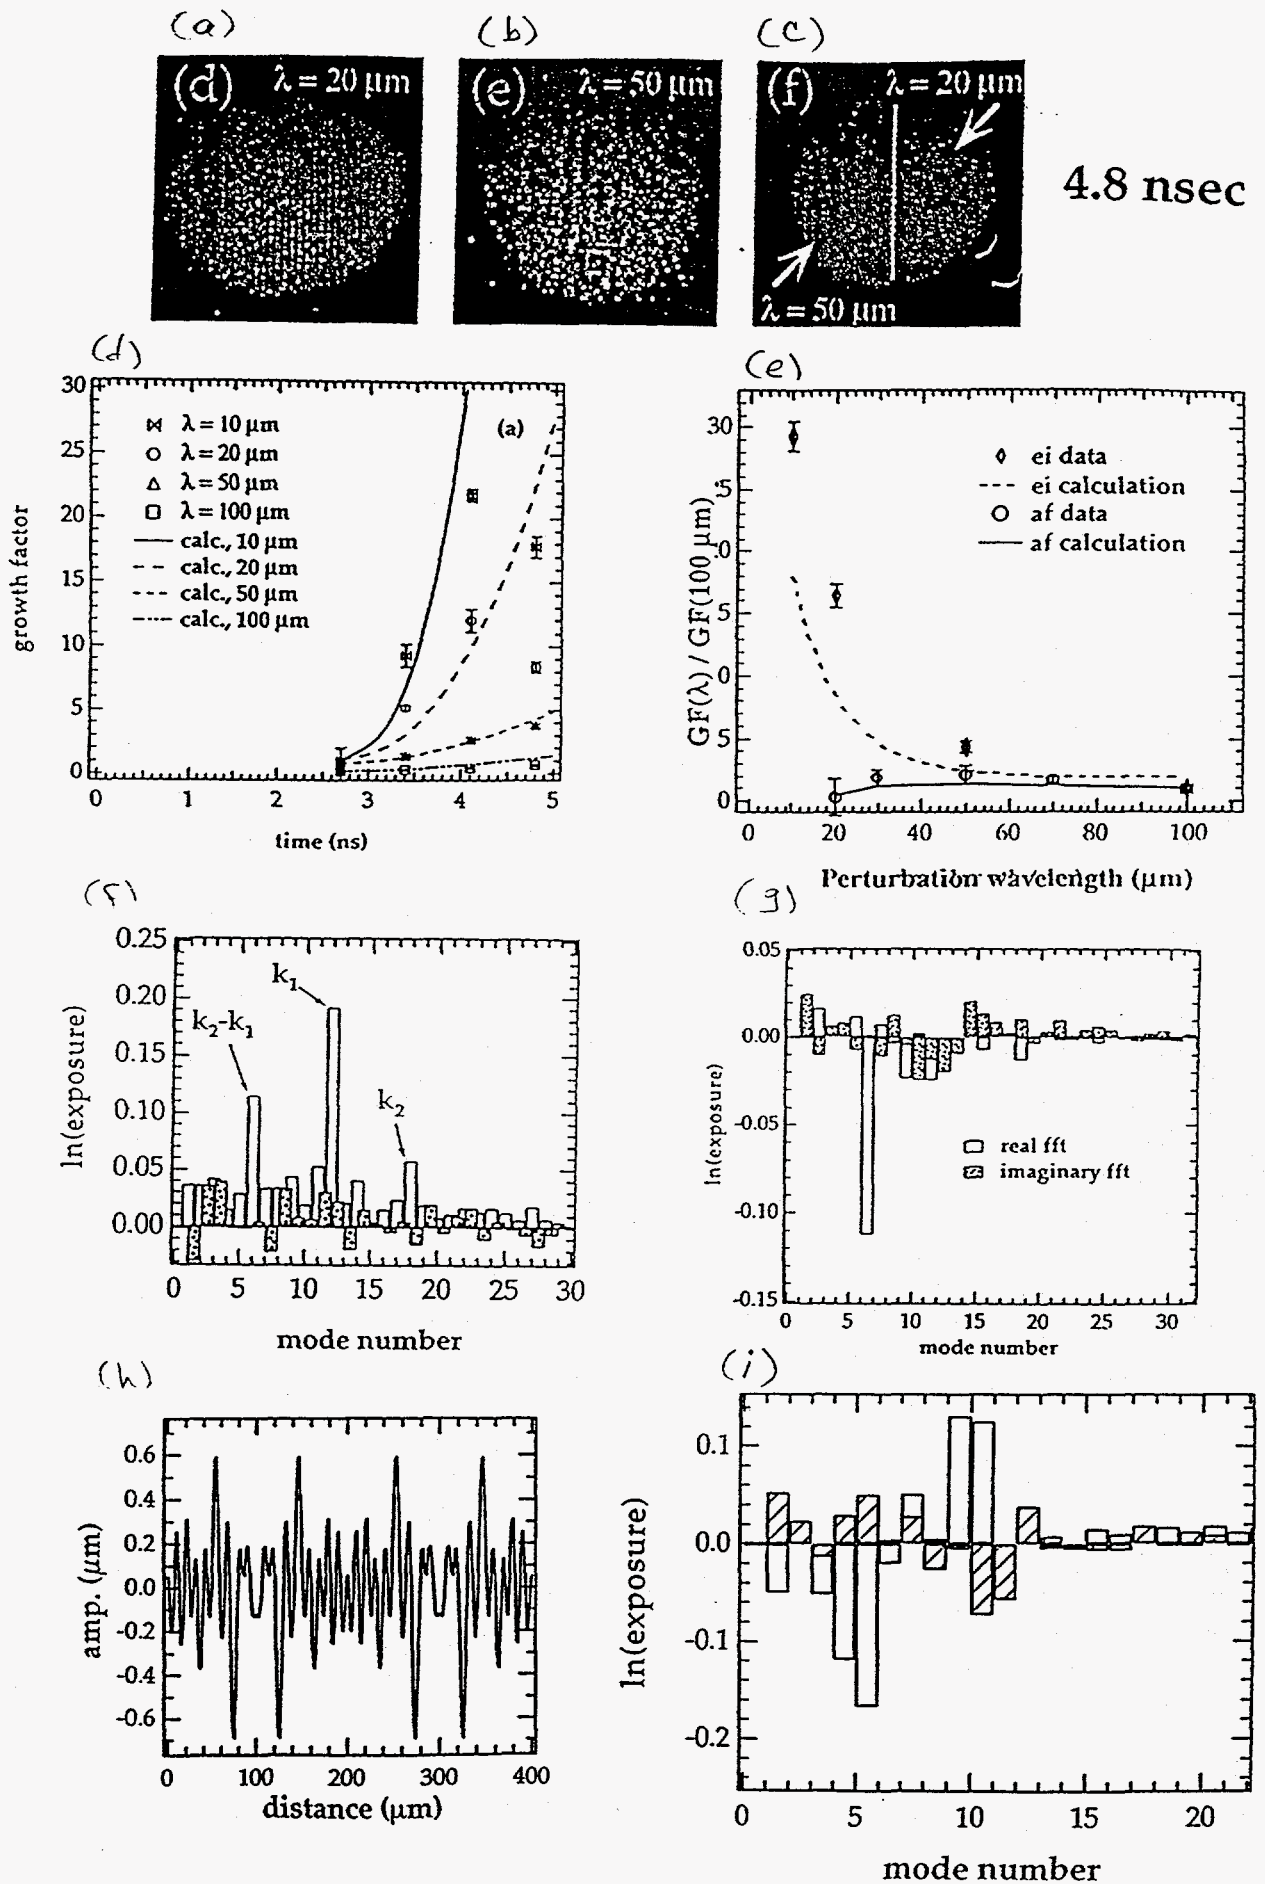 (a)
(b)
(c)
(d) λ = 20 μm
(e) λ = 50 μm
(f) λ = 20 μm
λ = 50 μm
4.8 nsec
(d)
30
25
20
15
10
5
0
growth factor
λ = 10 μm
λ = 20 μm
λ = 50 μm
λ = 100 μm
calc., 10 μm
calc., 20 μm
calc., 50 μm
calc., 100 μm
(a)
0 1 2 3 4 5
time (ns)
(e)
30
5
0
5
0
5
0
GF(λ) / GF(100 μm)
ei data
ei calculation
af data
af calculation
0 20 40 60 80 100
Perturbation wavelength (μm)
(f)
0.25
0.20
0.15
0.10
0.05
0.00
ln(exposure)
k2-k1
k1
k2
0 5 10 15 20 25 30
mode number
(g)
0.05
0.00
-0.05
-0.10
-0.15
ln(exposure)
real fft
imaginary fft
0 5 10 15 20 25 30
mode number
(h)
0.6
0.4
0.2
0.0
-0.2
-0.4
-0.6
amp. (μm)
0 100 200 300 400
distance (μm)
(i)
0.1
0.0
-0.1
-0.2
ln(exposure)
0 5 10 15 20
mode number